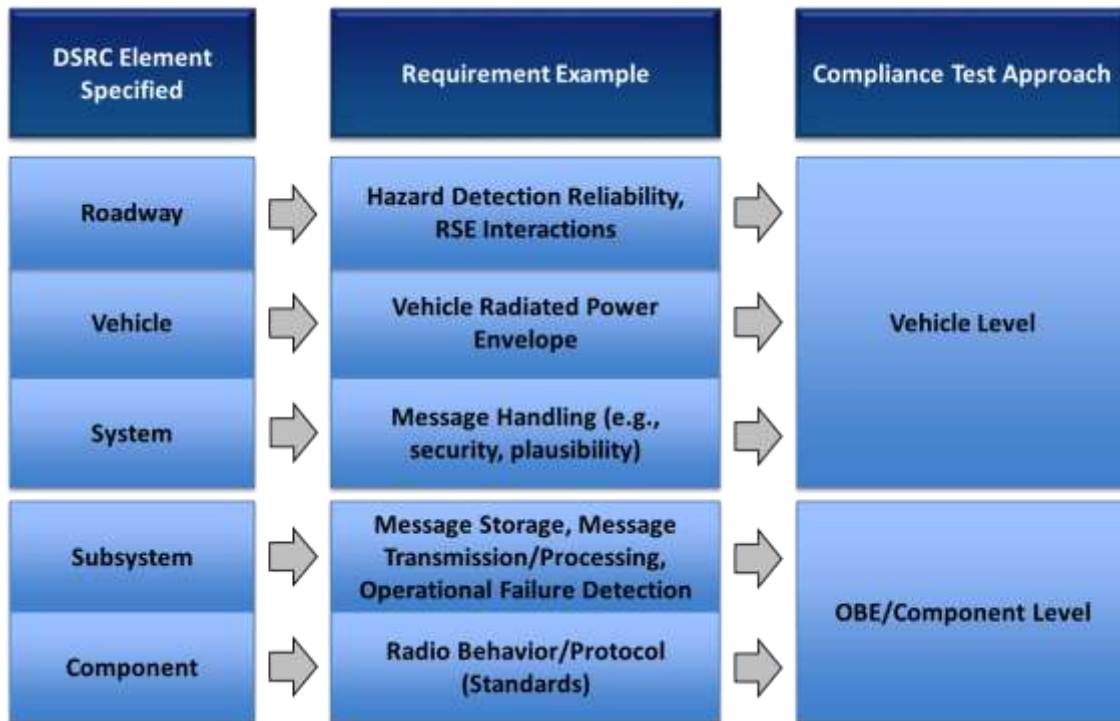 DSRC Element
Specified
Requirement Example
Compliance Test Approach
Roadway
Hazard Detection Reliability,
RSE Interactions
Vehicle
Vehicle Radiated Power
Envelope
System
Message Handling (e.g.,
security, plausibility)
Vehicle Level
Subsystem
Message Storage, Message
Transmission/Processing,
Operational Failure Detection
Component
Radio Behavior/Protocol
(Standards)
OBE/Component Level